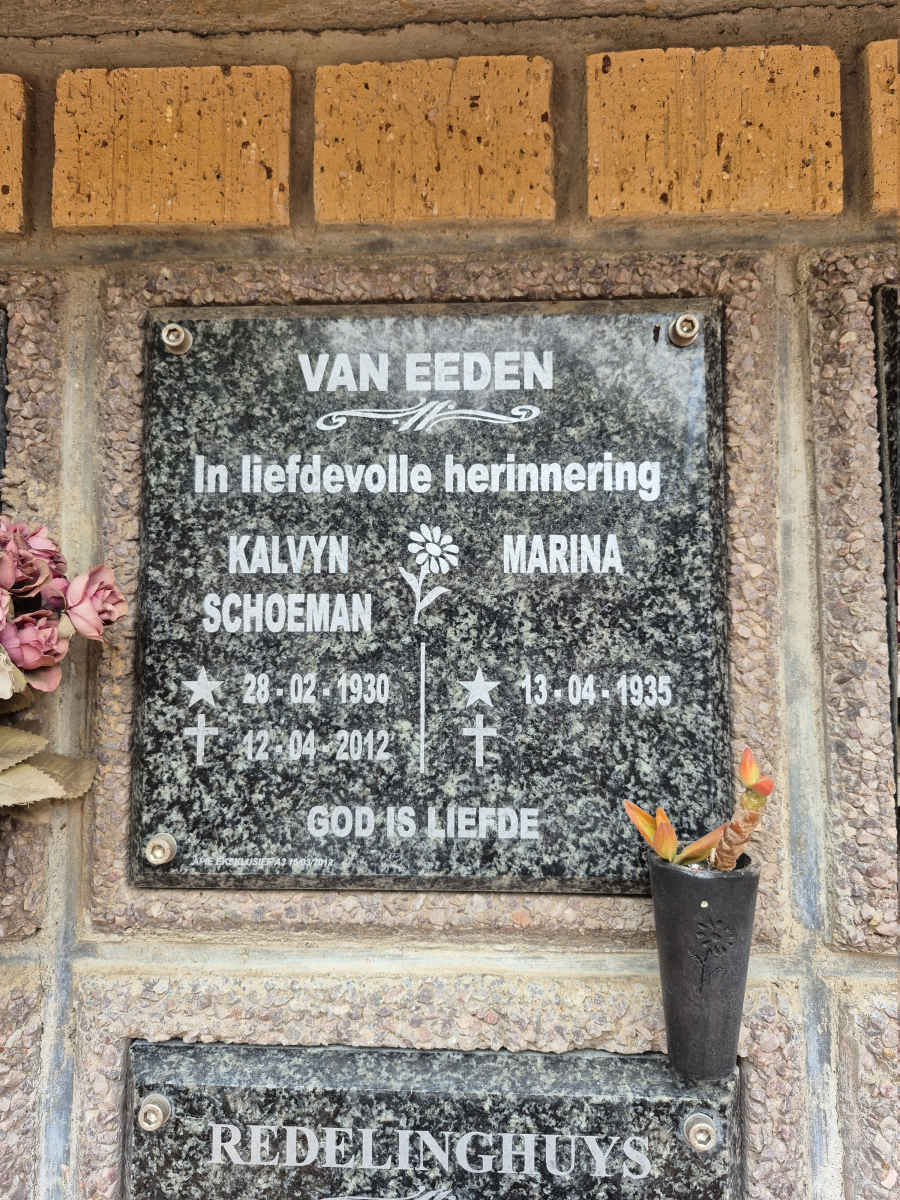 VAN EEDEN
In liefdevolle herinnering
KALVYN MARINA
SCHOEMAN
28 - 02 - 1930 13 - 04 - 1935
12 - 04 - 2012
GOD IS LIEFDE
EKSKLUSIEF
REDELINGHUYS